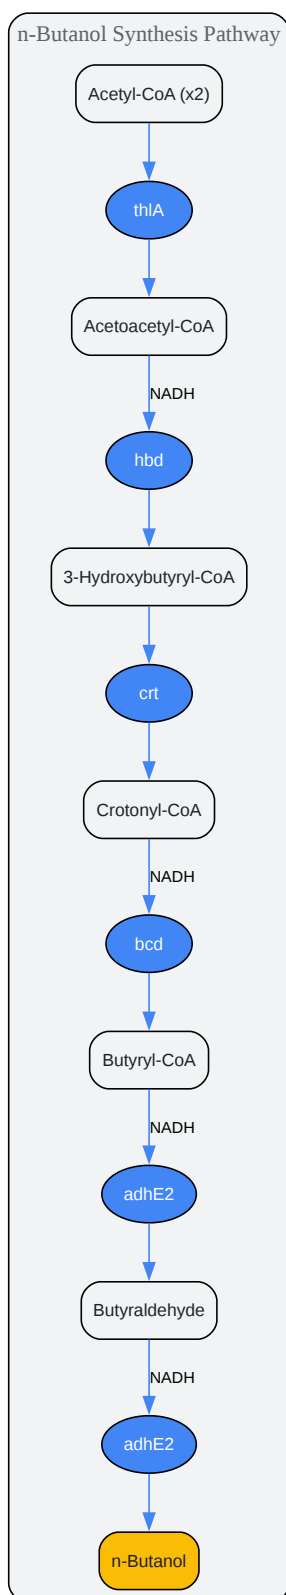 n-Butanol Synthesis Pathway
Acetyl-CoA (x2)
thlA
Acetoacetyl-CoA
NADH
hbd
3-Hydroxybutyryl-CoA
crt
Crotonyl-CoA
NADH
bcd
Butyryl-CoA
NADH
adhE2
Butyraldehyde
NADH
adhE2
n-Butanol